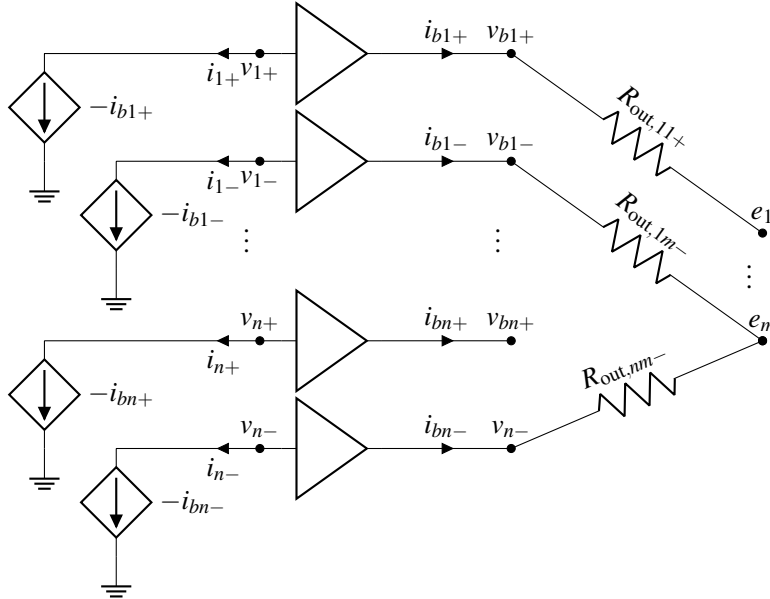 i_{b1+} v_{b1+}
i_{1+} v_{1+}
−i_{b1+}
R_{out,11+}
i_{b1−} v_{b1−}
i_{1−} v_{1−}
−i_{b1−}
R_{out,1m−}
e_1
⋮ ⋮ ⋮
v_{n+} i_{bn+} v_{bn+} e_m
i_{n+}
−i_{bn+}
R_{out,nm−}
v_{n−} i_{bn−} v_{n−}
i_{n−}
−i_{bn−}